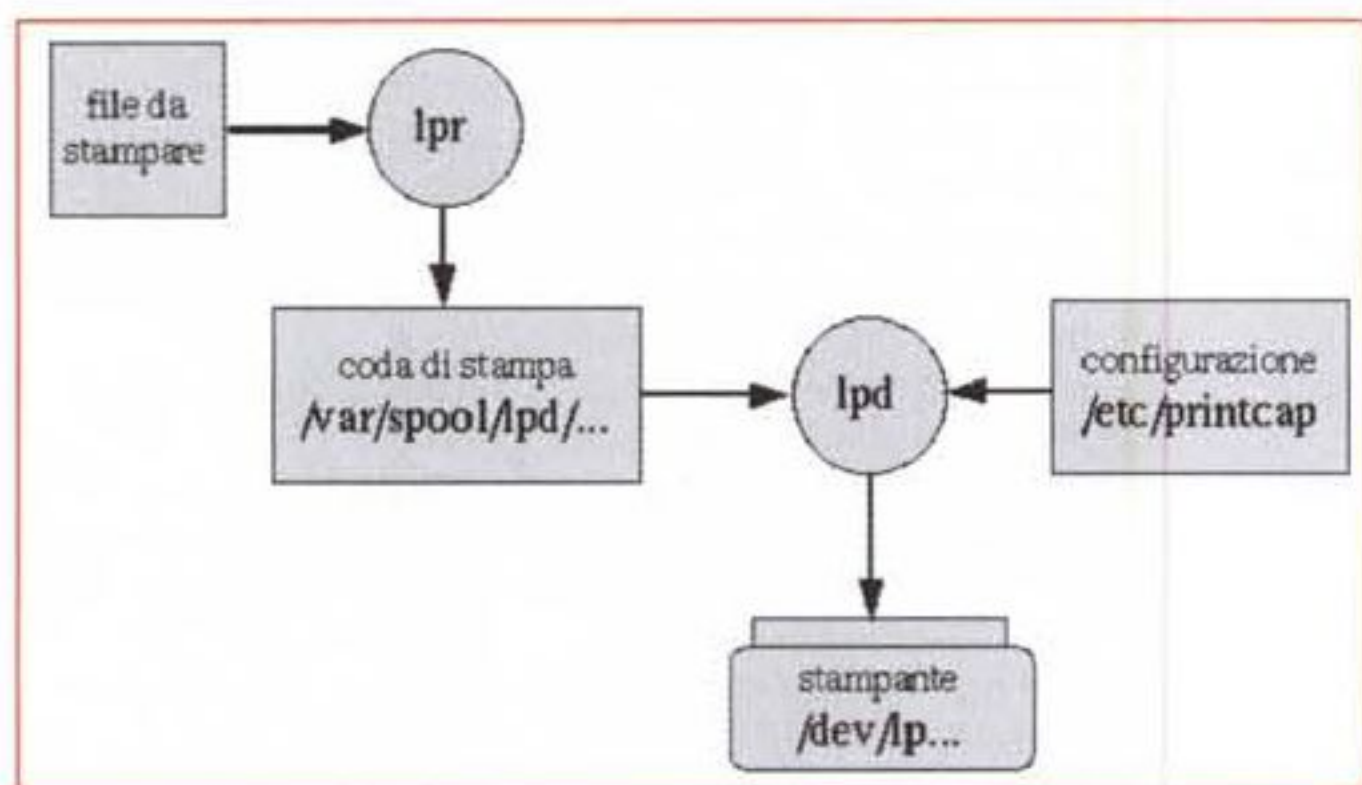 file da
stampare
lpr
coda di stampa
/var/spool/lpd/...
lpd
configurazione
/etc/printcap
stampante
/dev/lp...